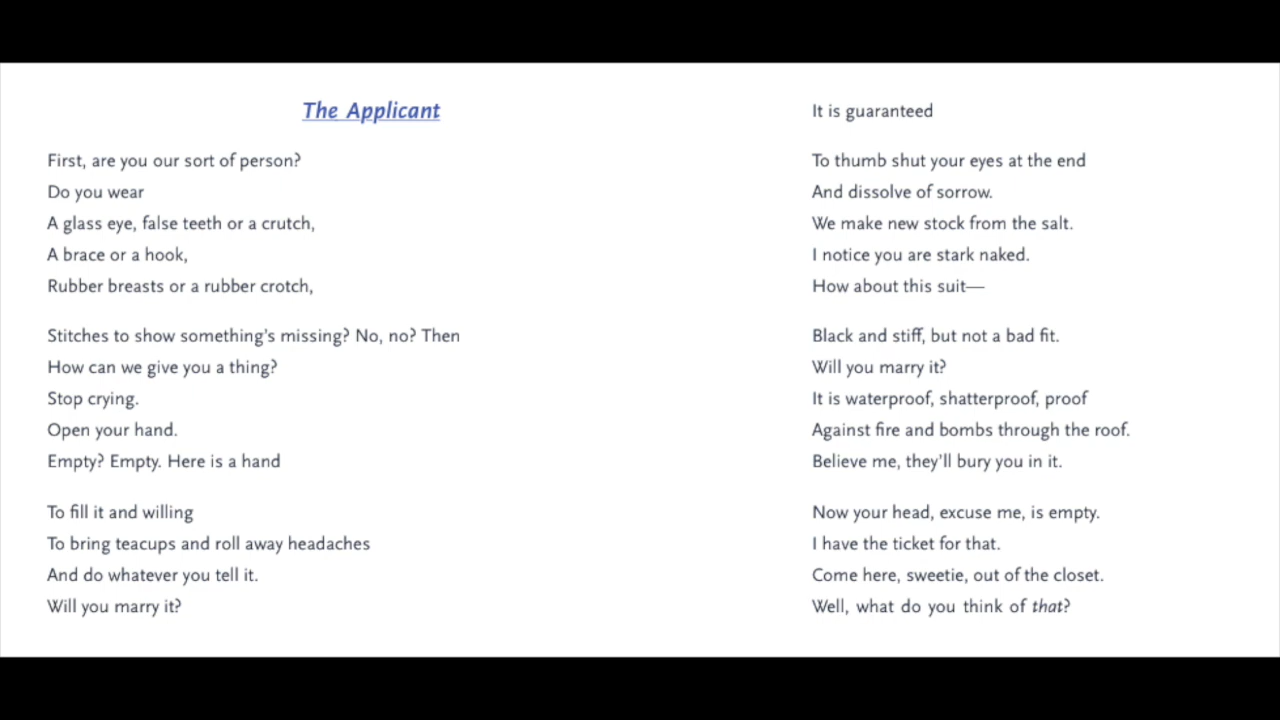 The Applicant
First, are you our sort of person?
Do you wear
A glass eye, false teeth or a crutch,
A brace or a hook,
Rubber breasts or a rubber crotch,
Stitches to show something's missing? No, no? Then
How can we give you a thing?
Stop crying.
Open your hand.
Empty? Empty. Here is a hand
To fill it and willing
To bring teacups and roll away headaches
And do whatever you tell it.
Will you marry it?
It is guaranteed
To thumb shut your eyes at the end
And dissolve of sorrow.
We make new stock from the salt.
I notice you are stark naked.
How about this suit—
Black and stiff, but not a bad fit.
Will you marry it?
It is waterproof, shatterproof, proof
Against fire and bombs through the roof.
Believe me, they'll bury you in it.
Now your head, excuse me, is empty.
I have the ticket for that.
Come here, sweetie, out of the closet.
Well, what do you think of that?